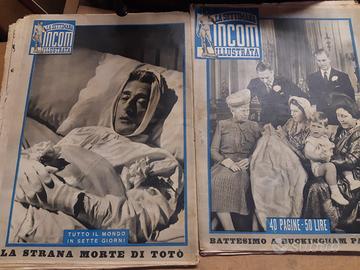 LA SETTIMANA
INCOM
ILLUSTRATA
TUTTO IL MONDO
IN SETTE GIORNI
LA STRANA MORTE DI TOTÒ
LA SETTIMANA
INCOM
ILLUSTRATA
40 PAGINE - 50 LIRE
BATTESIMO A BUCKINGHAM PA